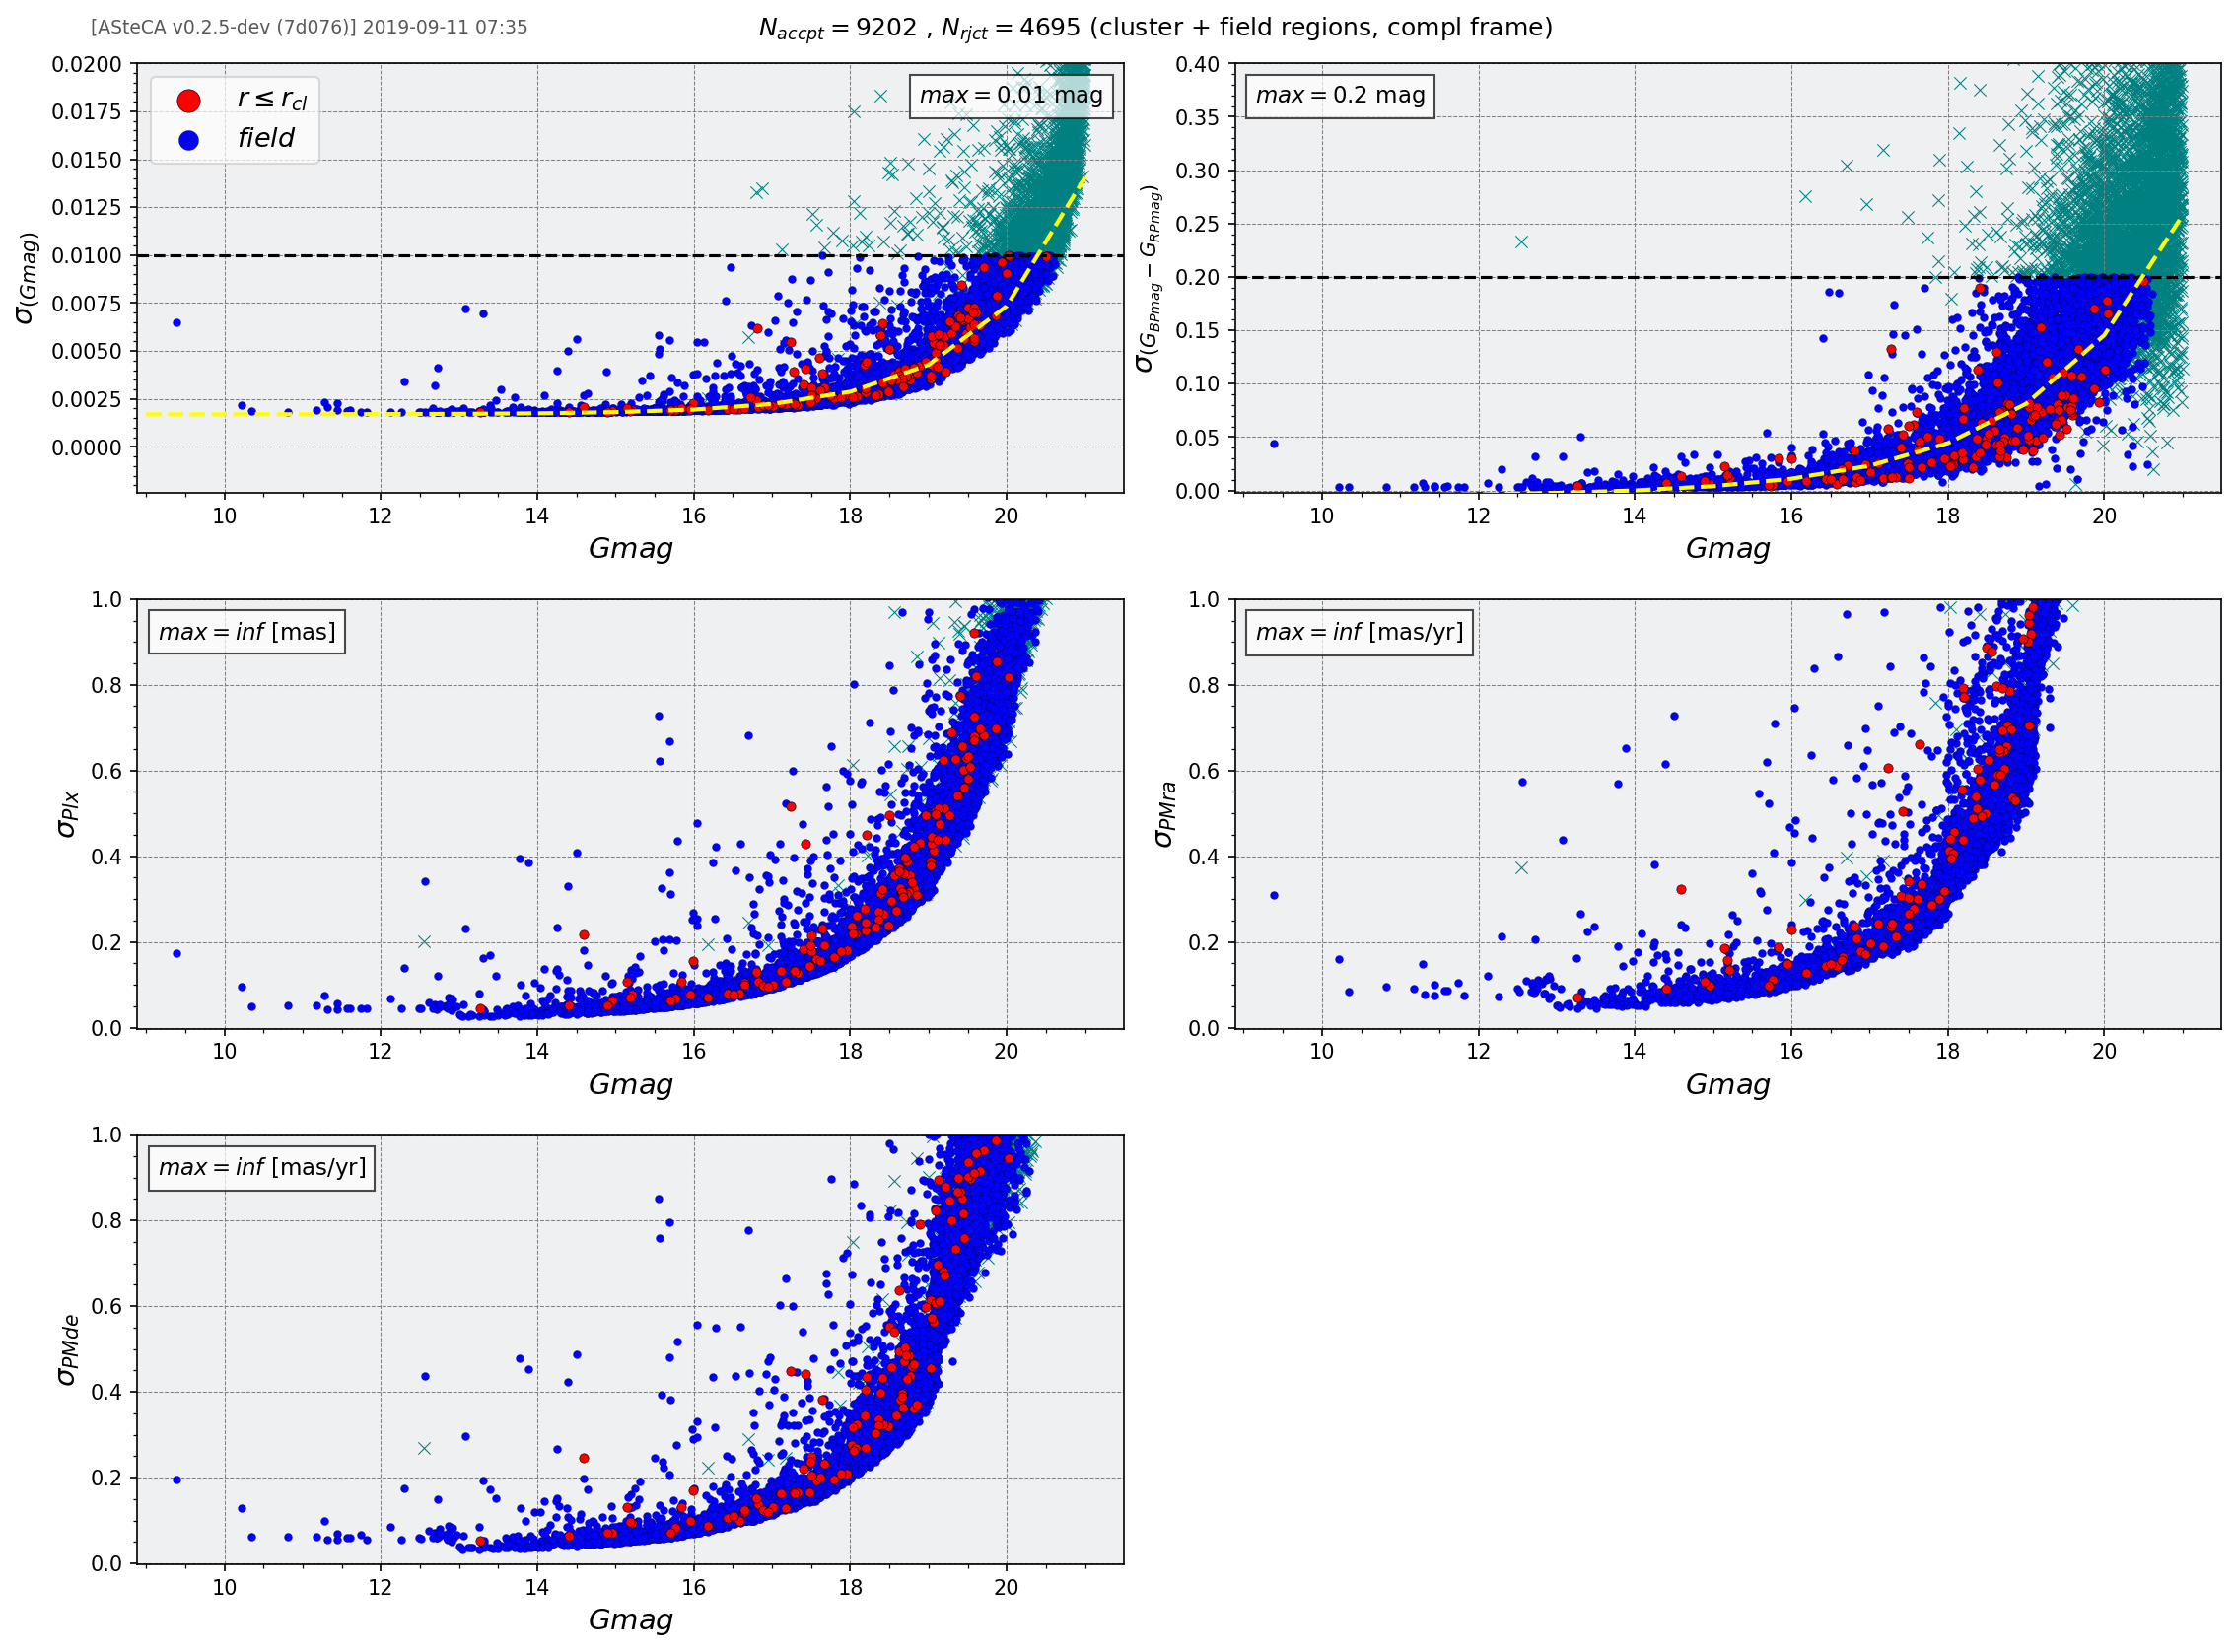 [ASteCA v0.2.5-dev (7d076)] 2019-09-11 07:35
N_accpt = 9202 , N_rjct = 4695 (cluster + field regions, compl frame)
r ≤ r_cl
field
max = 0.01 mag
0.0200
0.0175
0.0150
0.0125
0.0100
0.0075
0.0050
0.0025
0.0000
σ(Gmag)
10 12 14 16 18 20
Gmag
max = 0.2 mag
0.40
0.35
0.30
0.25
0.20
0.15
0.10
0.05
0.00
σ(G_BPmag − G_RPmag)
10 12 14 16 18 20
Gmag
max = inf [mas]
1.0
0.8
0.6
0.4
0.2
0.0
σ_Plx
10 12 14 16 18 20
Gmag
max = inf [mas/yr]
1.0
0.8
0.6
0.4
0.2
0.0
σ_PMra
10 12 14 16 18 20
Gmag
max = inf [mas/yr]
1.0
0.8
0.6
0.4
0.2
0.0
σ_PMde
10 12 14 16 18 20
Gmag